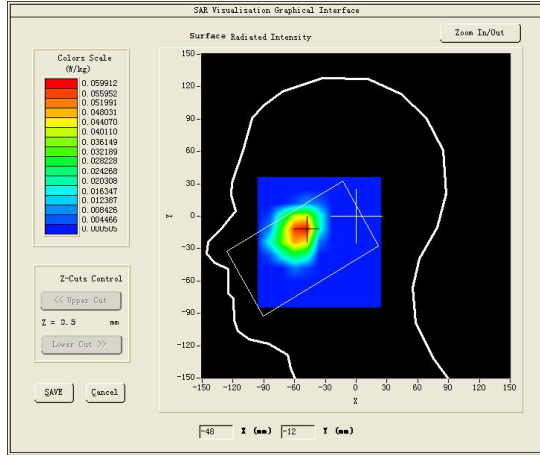 SAR Visualisation Graphical Interface
Surface Radiated Intensity
Zoom In/Out
Colors Scale
(W/kg)
0.059912
0.055952
0.051991
0.048031
0.044070
0.040110
0.036149
0.032189
0.028228
0.024268
0.020308
0.016347
0.012387
0.008426
0.004466
0.000505
150
120
90
60
30
0
-30
-60
-90
-120
-150
Y
-150 -120 -90 -60 -30 0 30 60 90 120 150
X
Z-Cuts Control
<< Upper Cut
Z = 3.5 mm
Lower Cut >>
SAVE
Cancel
-48 X (mm) -12 Y (mm)